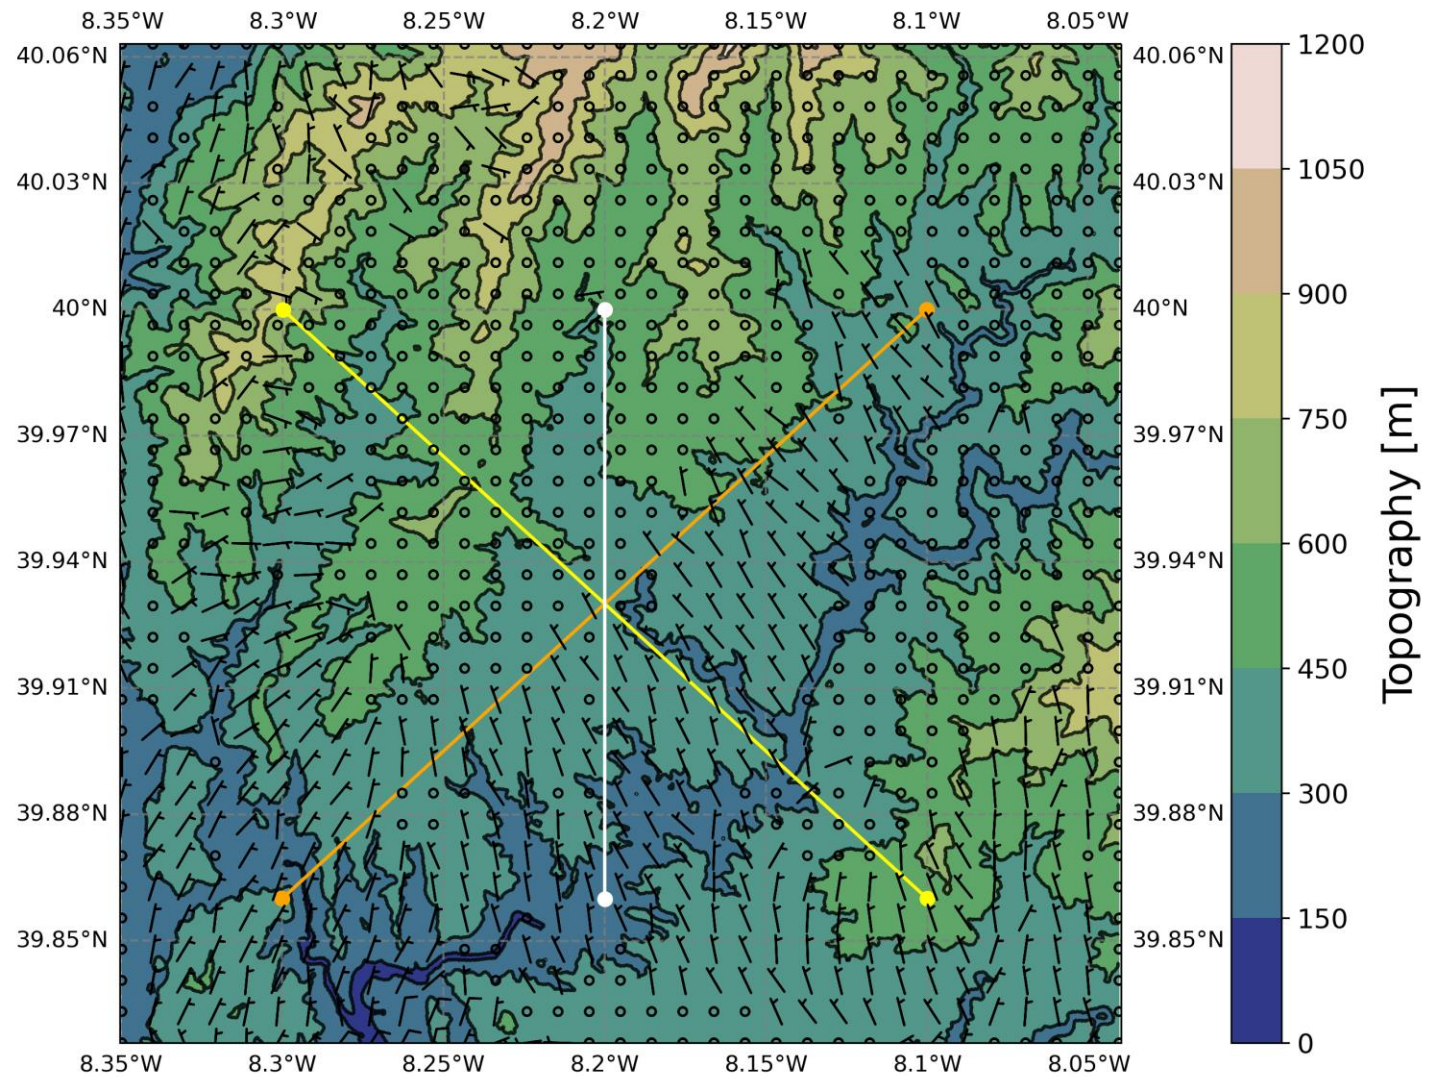 8.35°W 8.3°W 8.25°W 8.2°W 8.15°W 8.1°W 8.05°W
40.06°N 40.06°N 1200
1050
40.03°N 40.03°N
900
40°N 40°N
750
39.97°N 39.97°N
600
39.94°N 39.94°N
Topography [m]
450
39.91°N 39.91°N
300
39.88°N 39.88°N
150
39.85°N 39.85°N
0
8.35°W 8.3°W 8.25°W 8.2°W 8.15°W 8.1°W 8.05°W